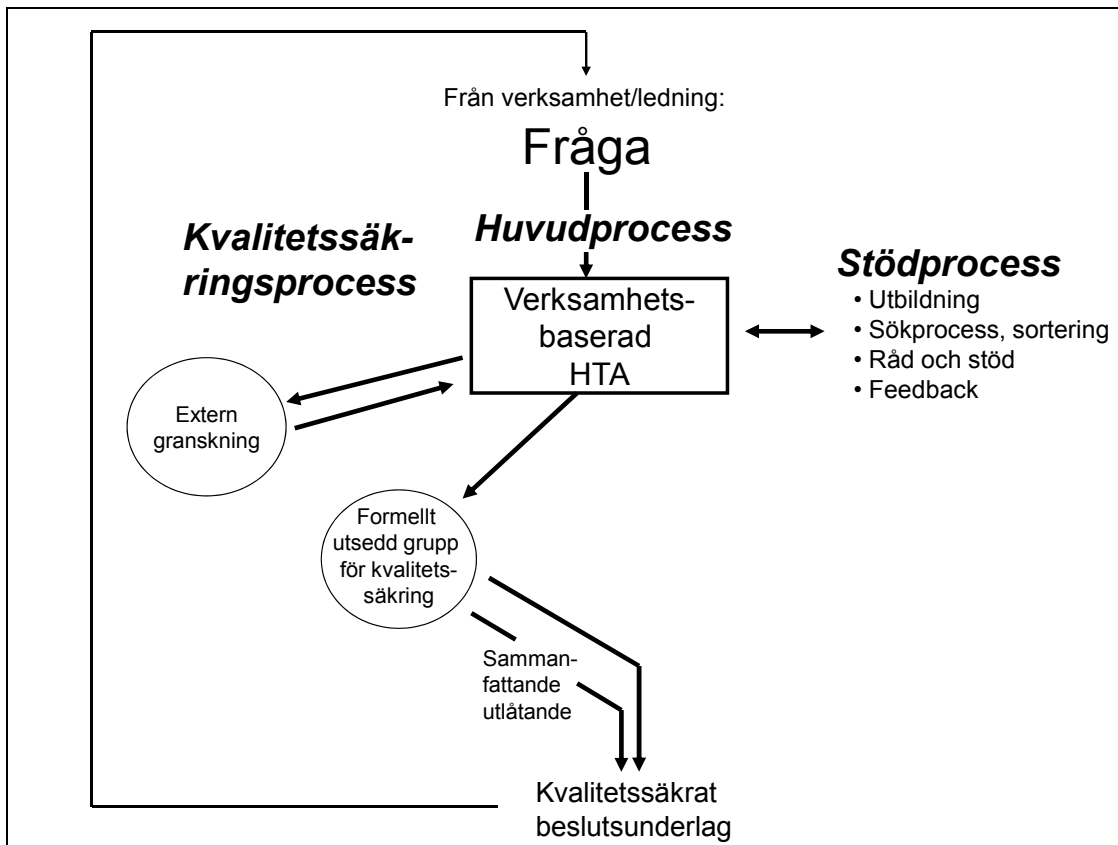 Från verksamhet/ledning:
Fråga
Huvudprocess
Kvalitetssäk-
ringsprocess
Stödprocess
• Utbildning
• Sökprocess, sortering
• Råd och stöd
• Feedback
Verksamhets-
baserad
HTA
Extern
granskning
Formellt
utsedd grupp
för kvalitets-
säkring
Samman-
fattande
utlåtande
Kvalitetssäkrat
beslutsunderlag